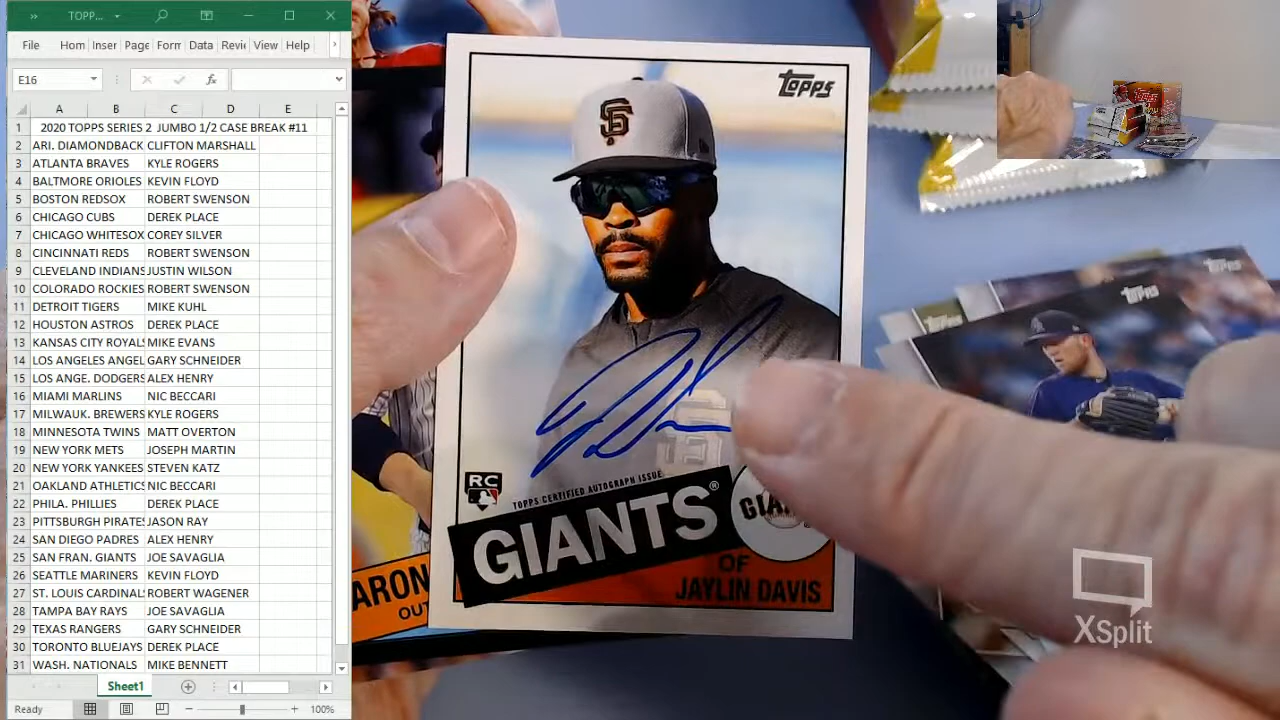 TOPP...
File Hom Inser Page Form Data Revie View Help
E16
fx
A B C D E
1 2020 TOPPS SERIES 2 JUMBO 1/2 CASE BREAK #11
2 ARI. DIAMONDBACK CLIFTON MARSHALL
3 ATLANTA BRAVES KYLE ROGERS
4 BALTMORE ORIOLES KEVIN FLOYD
5 BOSTON REDSOX ROBERT SWENSON
6 CHICAGO CUBS DEREK PLACE
7 CHICAGO WHITESOX COREY SILVER
8 CINCINNATI REDS ROBERT SWENSON
9 CLEVELAND INDIANS JUSTIN WILSON
10 COLORADO ROCKIES ROBERT SWENSON
11 DETROIT TIGERS MIKE KUHL
12 HOUSTON ASTROS DEREK PLACE
13 KANSAS CITY ROYAL MIKE EVANS
14 LOS ANGELES ANGEL GARY SCHNEIDER
15 LOS ANGE. DODGERS ALEX HENRY
16 MIAMI MARLINS NIC BECCARI
17 MILWAUK. BREWERS KYLE ROGERS
18 MINNESOTA TWINS MATT OVERTON
19 NEW YORK METS JOSEPH MARTIN
20 NEW YORK YANKEES STEVEN KATZ
21 OAKLAND ATHLETICS NIC BECCARI
22 PHILA. PHILLIES DEREK PLACE
23 PITTSBURGH PIRATE JASON RAY
24 SAN DIEGO PADRES ALEX HENRY
25 SAN FRAN. GIANTS JOE SAVAGLIA
26 SEATTLE MARINERS KEVIN FLOYD
27 ST. LOUIS CARDINAL ROBERT WAGENER
28 TAMPA BAY RAYS JOE SAVAGLIA
29 TEXAS RANGERS GARY SCHNEIDER
30 TORONTO BLUEJAYS DEREK PLACE
31 WASH. NATIONALS MIKE BENNETT
Sheet1
Ready 100%
Topps
SF
RC
TOPPS CERTIFIED AUTOGRAPH ISSUE
GIANTS®
OF
JAYLIN DAVIS
ARON
OUT
Topps
Topps
Topps
XSplit